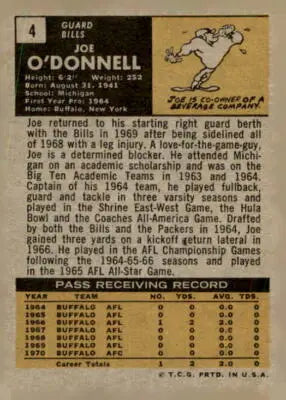 4
GUARD
BILLS
JOE
O'DONNELL
Height: 6'2" Weight: 252
Born: August 31, 1941
School: Michigan
First Year Pro: 1964
Home: Buffalo, New York
JOE IS CO-OWNER OF A
BEVERAGE COMPANY.
Joe returned to his starting right guard berth
with the Bills in 1969 after being sidelined all
of 1968 with a leg injury. A love-for-the-game-guy,
Joe is a determined blocker. He attended Michi-
gan on an academic scholarship and was on the
Big Ten Academic Teams in 1963 and 1964.
Captain of his 1964 team, he played fullback,
guard and tackle in three varsity seasons and
played in the Shrine East-West Game, the Hula
Bowl and the Coaches All-America Game. Drafted
by both the Bills and the Packers in 1964, Joe
gained three yards on a kickoff return lateral in
1966. He played in the AFL Championship Games
following the 1964-65-66 seasons and played
in the 1965 AFL All-Star Game.
PASS RECEIVING RECORD
YEAR TEAM NO. YDS. AVG. TDS.
1964 BUFFALO AFL 0 0 0.0 0
1965 BUFFALO AFL 0 0 0.0 0
1966 BUFFALO AFL 1 2 2.0 0
1967 BUFFALO AFL 0 0 0.0 0
1968 BUFFALO AFL 0 0 0.0 0
1969 BUFFALO AFL 0 0 0.0 0
1970 BUFFALO AFC 0 0 0.0 0
Career Totals 1 2 2.0 0
© T.C.G. PRTD. IN U.S.A.